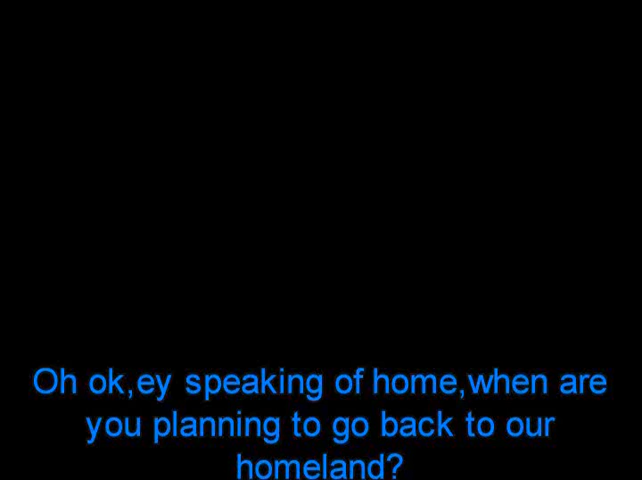 Oh ok,ey speaking of home,when are
you planning to go back to our
homeland?